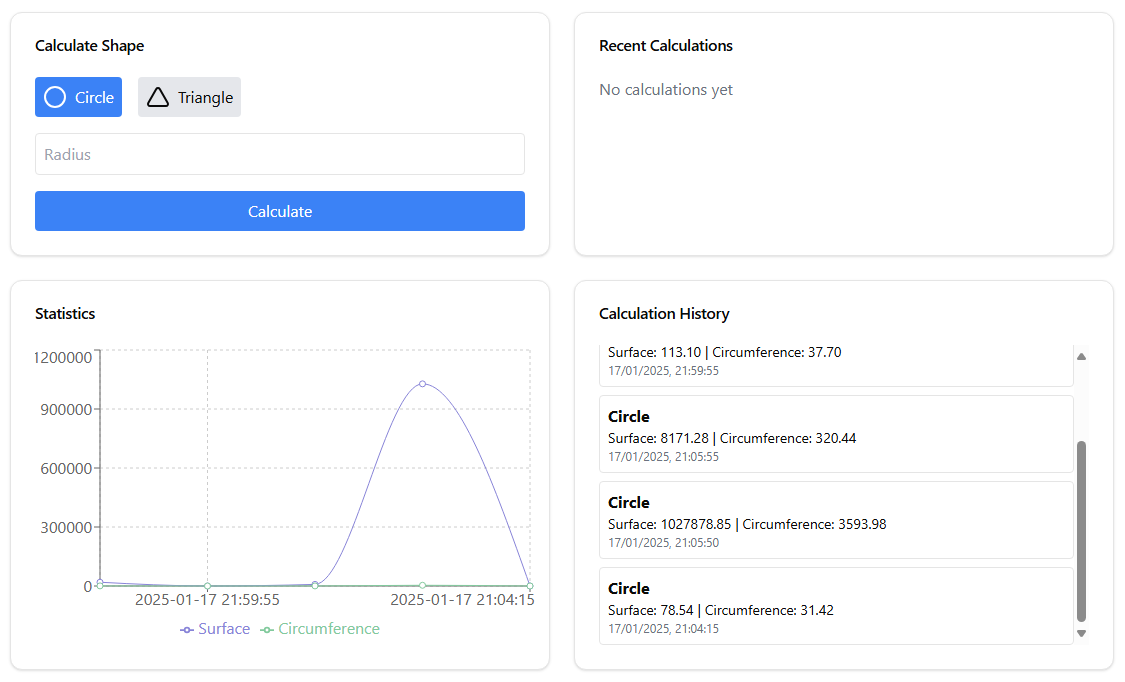 Calculate Shape
Circle
Triangle
Radius
Calculate
Recent Calculations
No calculations yet
Statistics
1200000
900000
600000
300000
0
2025-01-17 21:59:55
2025-01-17 21:04:15
Surface
Circumference
Calculation History
Surface: 113.10 | Circumference: 37.70
17/01/2025, 21:59:55
Circle
Surface: 8171.28 | Circumference: 320.44
17/01/2025, 21:05:55
Circle
Surface: 1027878.85 | Circumference: 3593.98
17/01/2025, 21:05:50
Circle
Surface: 78.54 | Circumference: 31.42
17/01/2025, 21:04:15